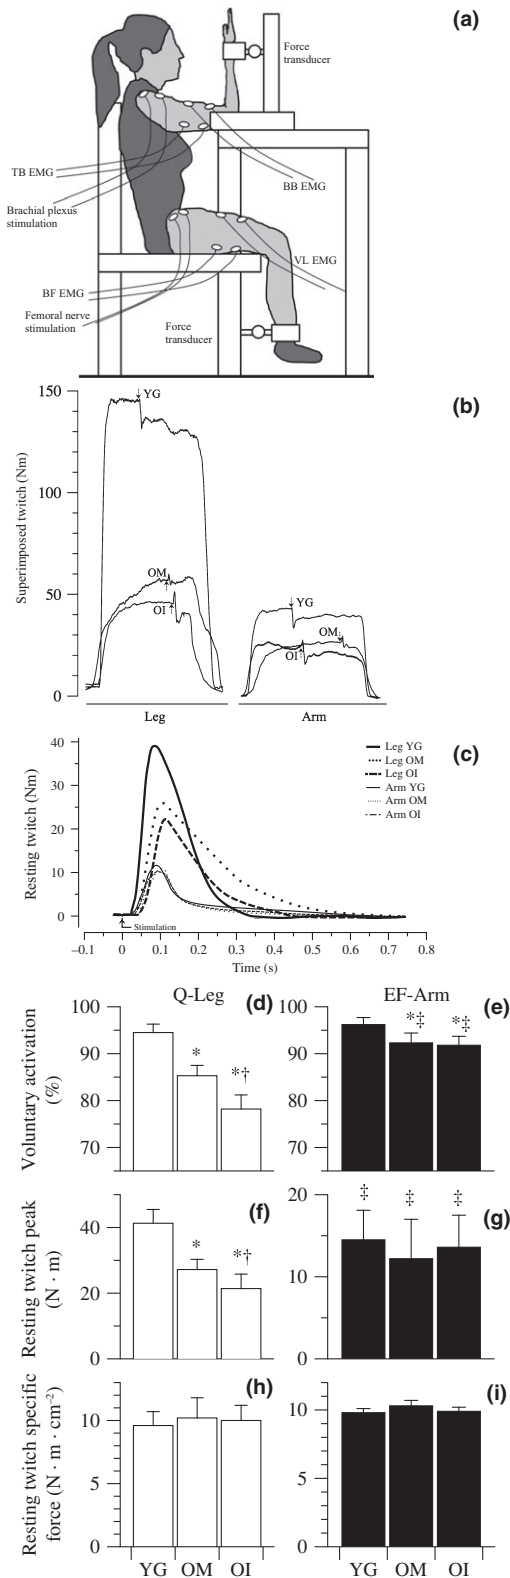 (a)
Force
transducer
TB EMG
BB EMG
Brachial plexus
stimulation
VL EMG
BF EMG
Femoral nerve
stimulation
Force
transducer
(b)
Superimposed twitch (Nm)
150
100
50
0
YG
OM
OI
YG
OM
OI
Leg
Arm
(c)
Resting twitch (Nm)
40
30
20
10
0
Leg YG
Leg OM
Leg OI
Arm YG
Arm OM
Arm OI
Stimulation
–0.1 0 0.1 0.2 0.3 0.4 0.5 0.6 0.7 0.8
Time (s)
Q-Leg
(d)
Voluntary activation
(%)
100
90
80
70
*
*†
EF-Arm
(e)
100
90
80
70
*‡
*‡
(f)
Resting twitch peak
(N · m)
40
20
0
*
*†
(g)
20
10
0
‡
‡
‡
(h)
Resting twitch specific
force (N · m · cm⁻²)
10
5
0
YG OM OI
(i)
10
5
0
YG OM OI